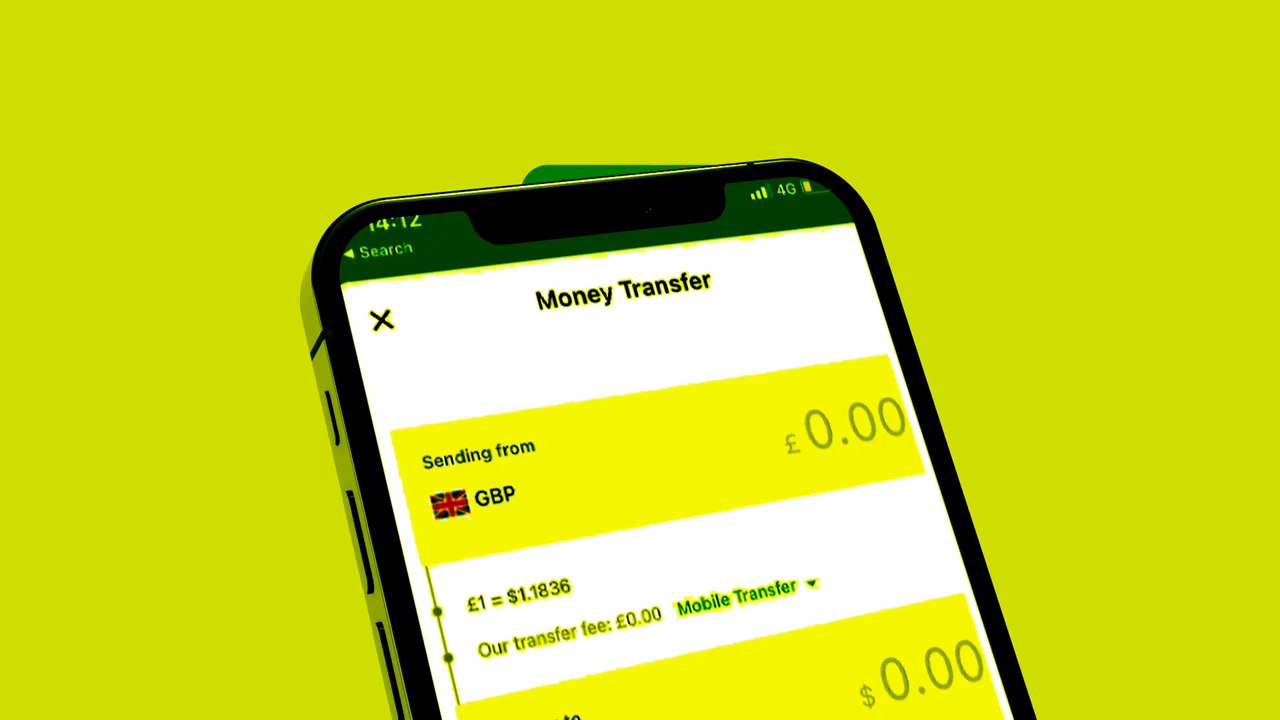 14:12
4G
◀ Search
Money Transfer
£0.00
Sending from
GBP
£1 = $1.1836
Our transfer fee: £0.00 Mobile Transfer
$0.00